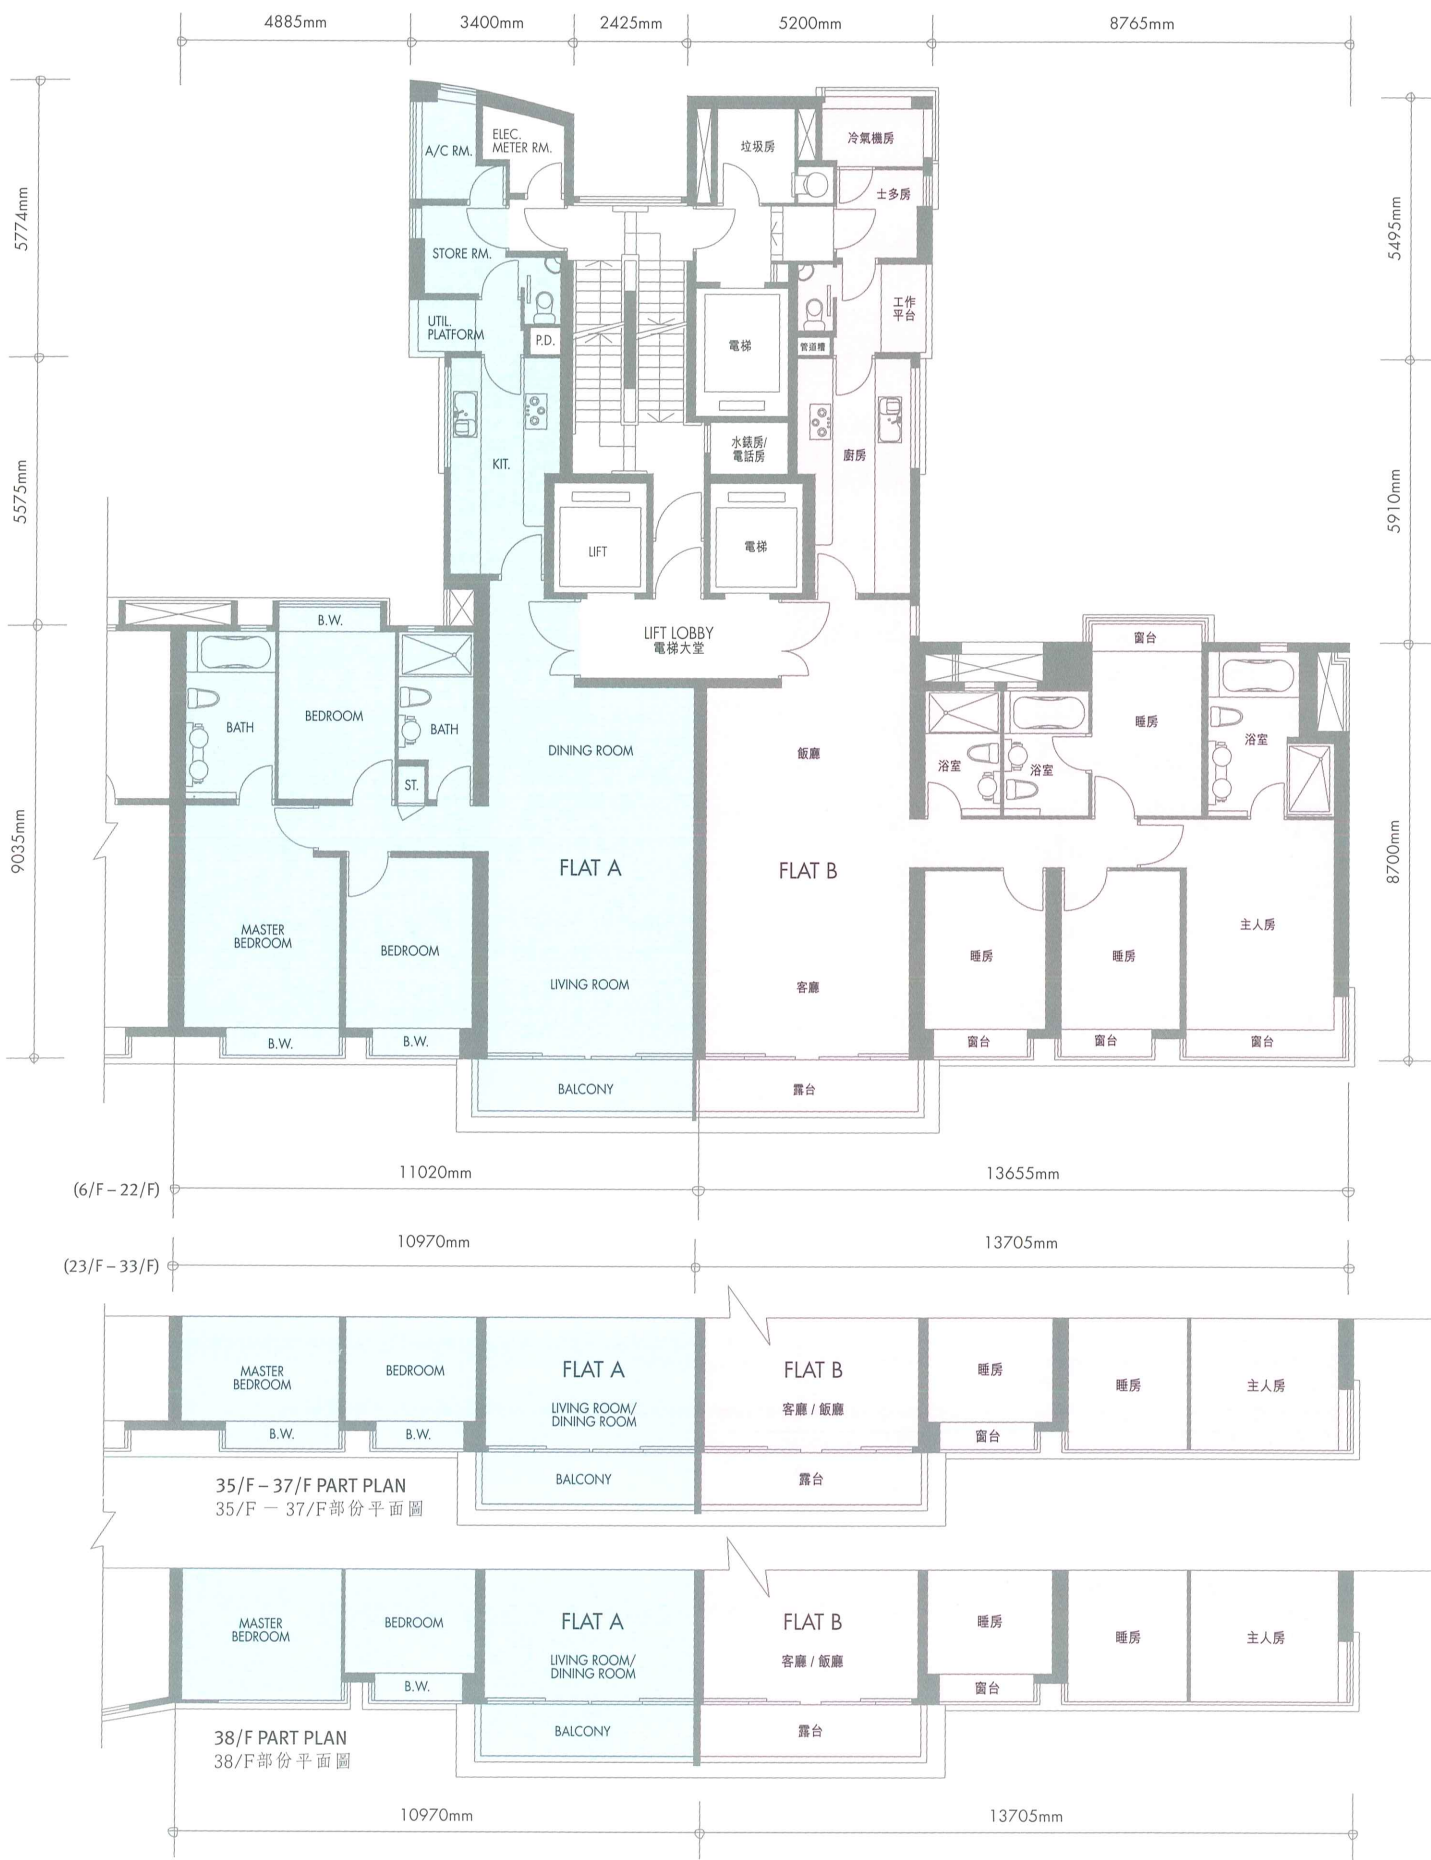 4885mm
3400mm
2425mm
5200mm
8765mm
5774mm
5575mm
9035mm
5495mm
5910mm
8700mm
A/C RM.
ELEC.
METER RM.
垃圾房
冷氣機房
士多房
STORE RM.
UTIL.
PLATFORM
P.D.
電梯
管道槽
工作
平台
KIT.
水錶房/
電話房
廚房
LIFT
電梯
LIFT LOBBY
電梯大堂
B.W.
窗台
BATH
BEDROOM
BATH
ST.
DINING ROOM
飯廳
浴室
浴室
睡房
浴室
FLAT A
FLAT B
MASTER
BEDROOM
BEDROOM
LIVING ROOM
客廳
睡房
睡房
主人房
B.W.
B.W.
窗台
窗台
窗台
BALCONY
露台
(6/F – 22/F)
11020mm
13655mm
(23/F – 33/F)
10970mm
13705mm
MASTER
BEDROOM
BEDROOM
FLAT A
LIVING ROOM/
DINING ROOM
FLAT B
客廳 / 飯廳
睡房
睡房
主人房
B.W.
B.W.
窗台
BALCONY
露台
35/F – 37/F PART PLAN
35/F － 37/F部份平面圖
MASTER
BEDROOM
BEDROOM
FLAT A
LIVING ROOM/
DINING ROOM
FLAT B
客廳 / 飯廳
睡房
睡房
主人房
B.W.
窗台
BALCONY
露台
38/F PART PLAN
38/F部份平面圖
10970mm
13705mm